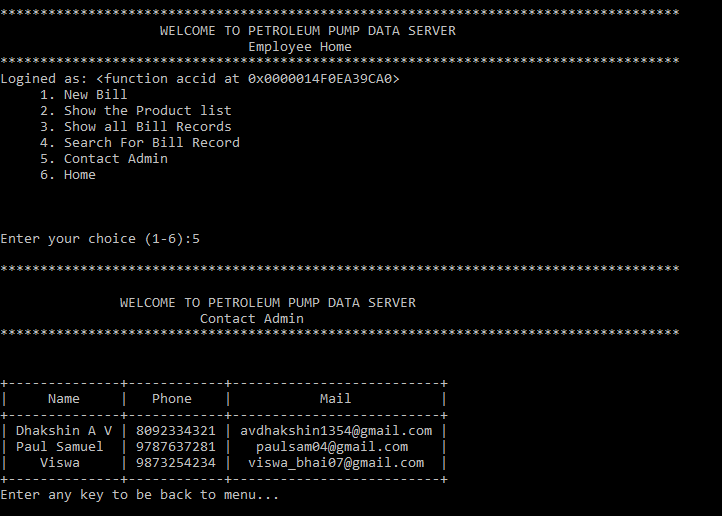 *************************************************************************************
WELCOME TO PETROLEUM PUMP DATA SERVER
Employee Home
*************************************************************************************
Logined as: <function accid at 0x0000014F0EA39CA0>
1. New Bill
2. Show the Product list
3. Show all Bill Records
4. Search For Bill Record
5. Contact Admin
6. Home
Enter your choice (1-6):5
*************************************************************************************
WELCOME TO PETROLEUM PUMP DATA SERVER
Contact Admin
*************************************************************************************
+--------------+------------+--------------------------+
| Name | Phone | Mail |
+--------------+------------+--------------------------+
| Dhakshin A V | 8092334321 | avdhakshin1354@gmail.com |
| Paul Samuel | 9787637281 | paulsam04@gmail.com |
| Viswa | 9873254234 | viswa_bhai07@gmail.com |
+--------------+------------+--------------------------+
Enter any key to be back to menu...